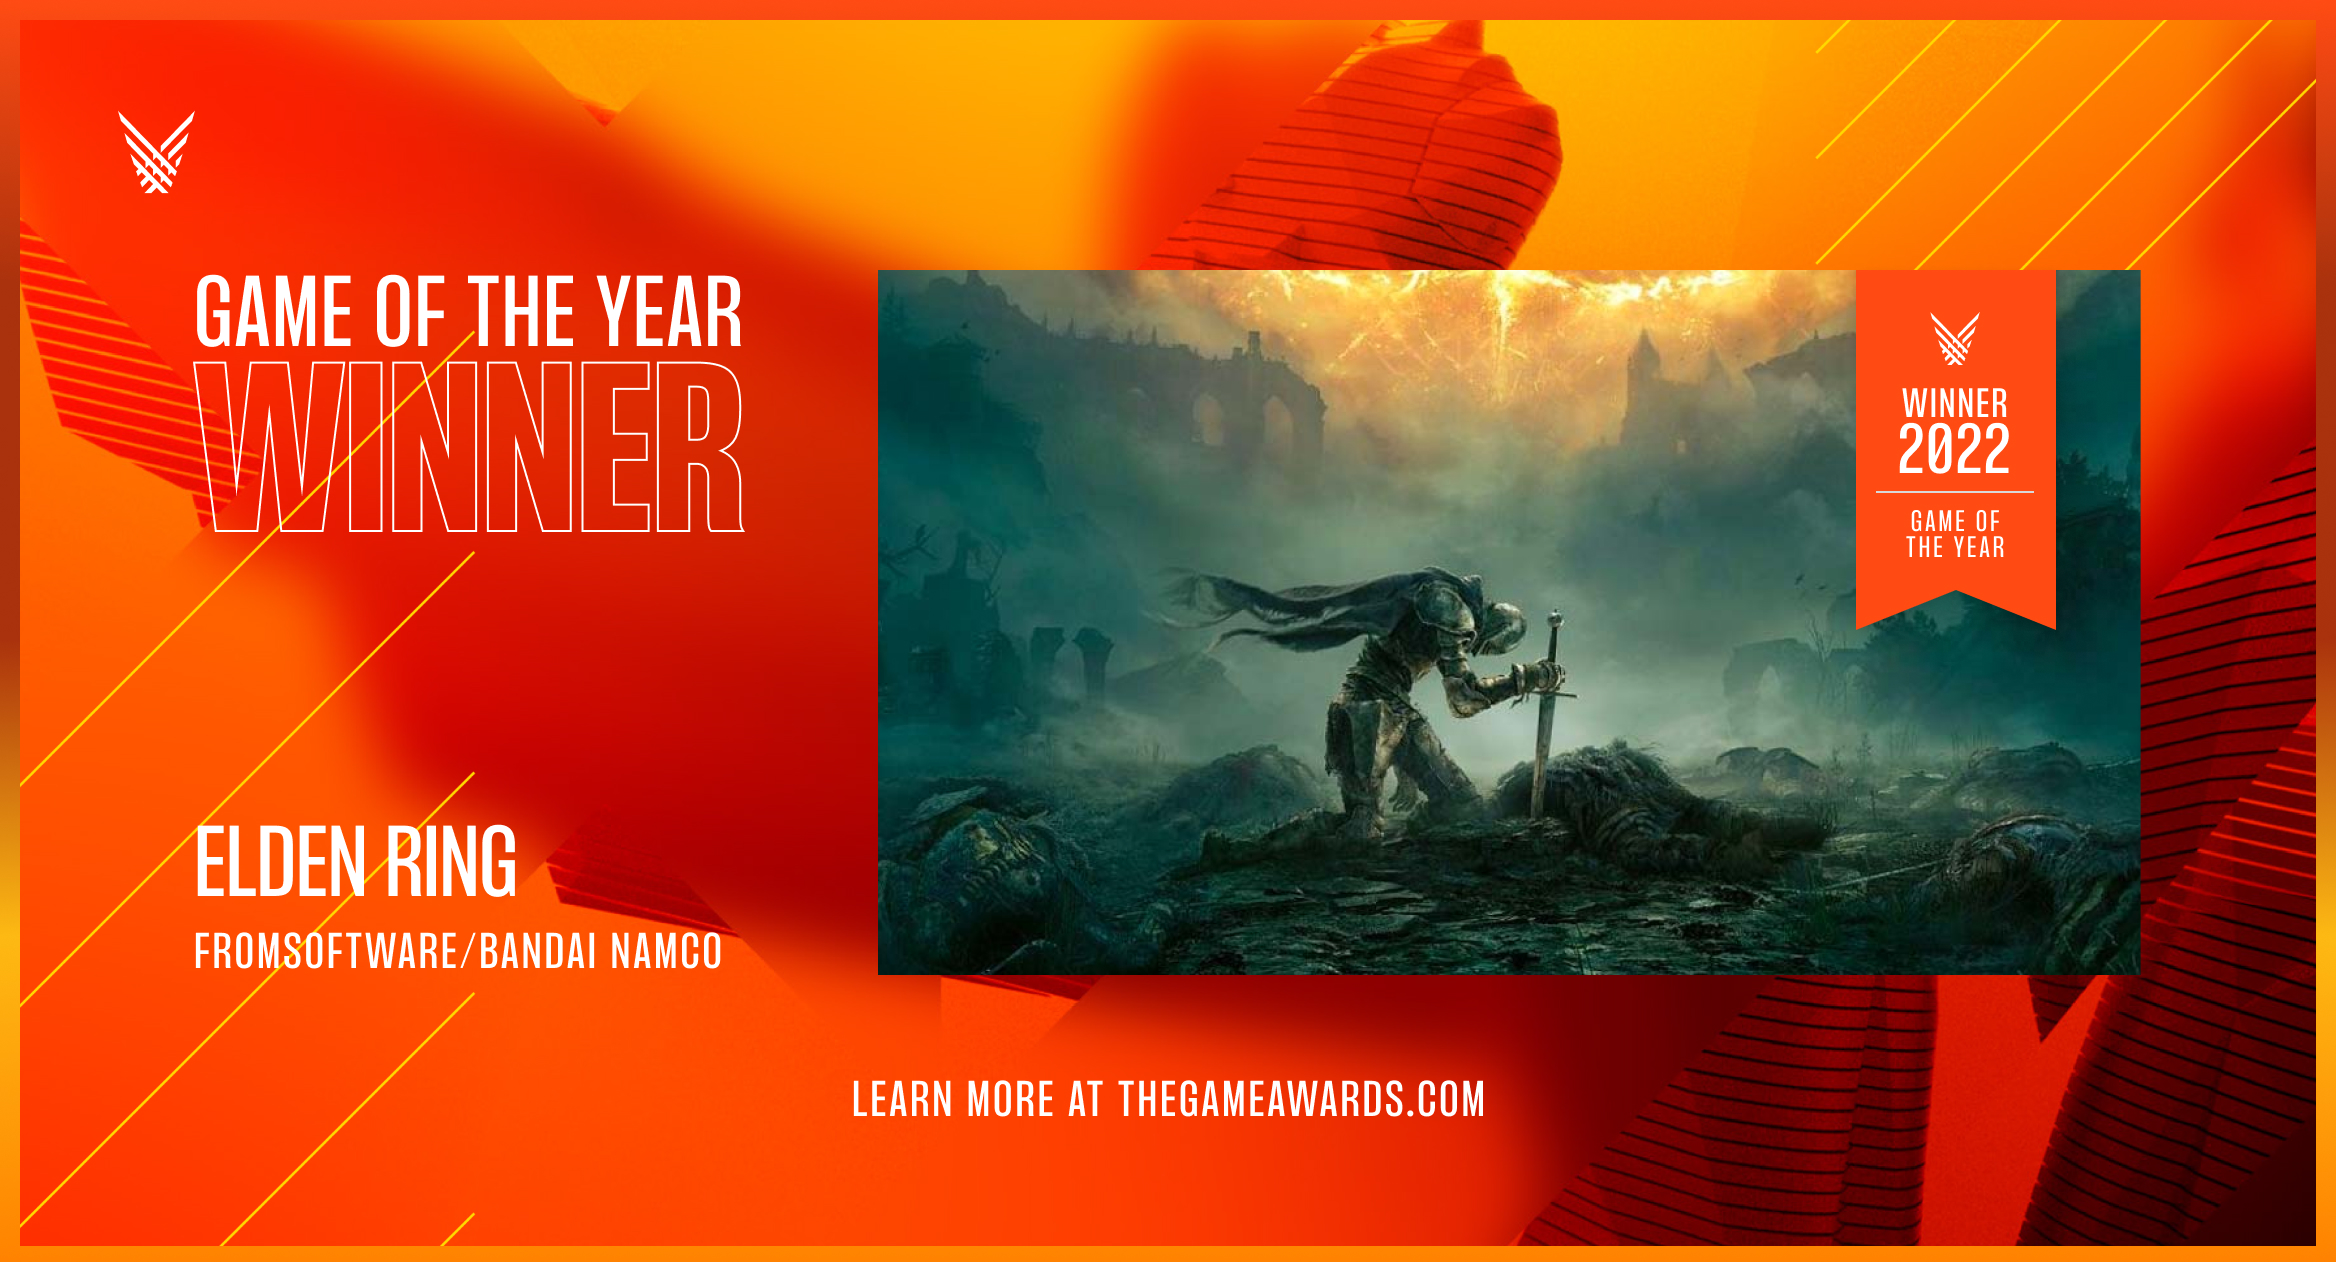 GAME OF THE YEAR
WINNER
ELDEN RING
FROMSOFTWARE/BANDAI NAMCO
WINNER
2022
GAME OF
THE YEAR
LEARN MORE AT THEGAMEAWARDS.COM